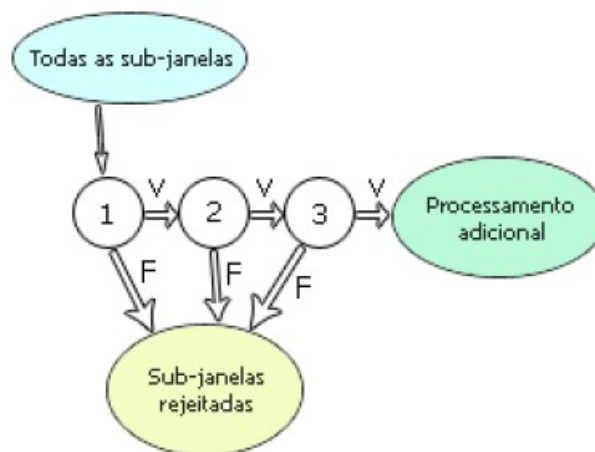 Todas as sub-janelas
V V V
1 2 3
Processamento
adicional
F F F
Sub-janelas
rejeitadas